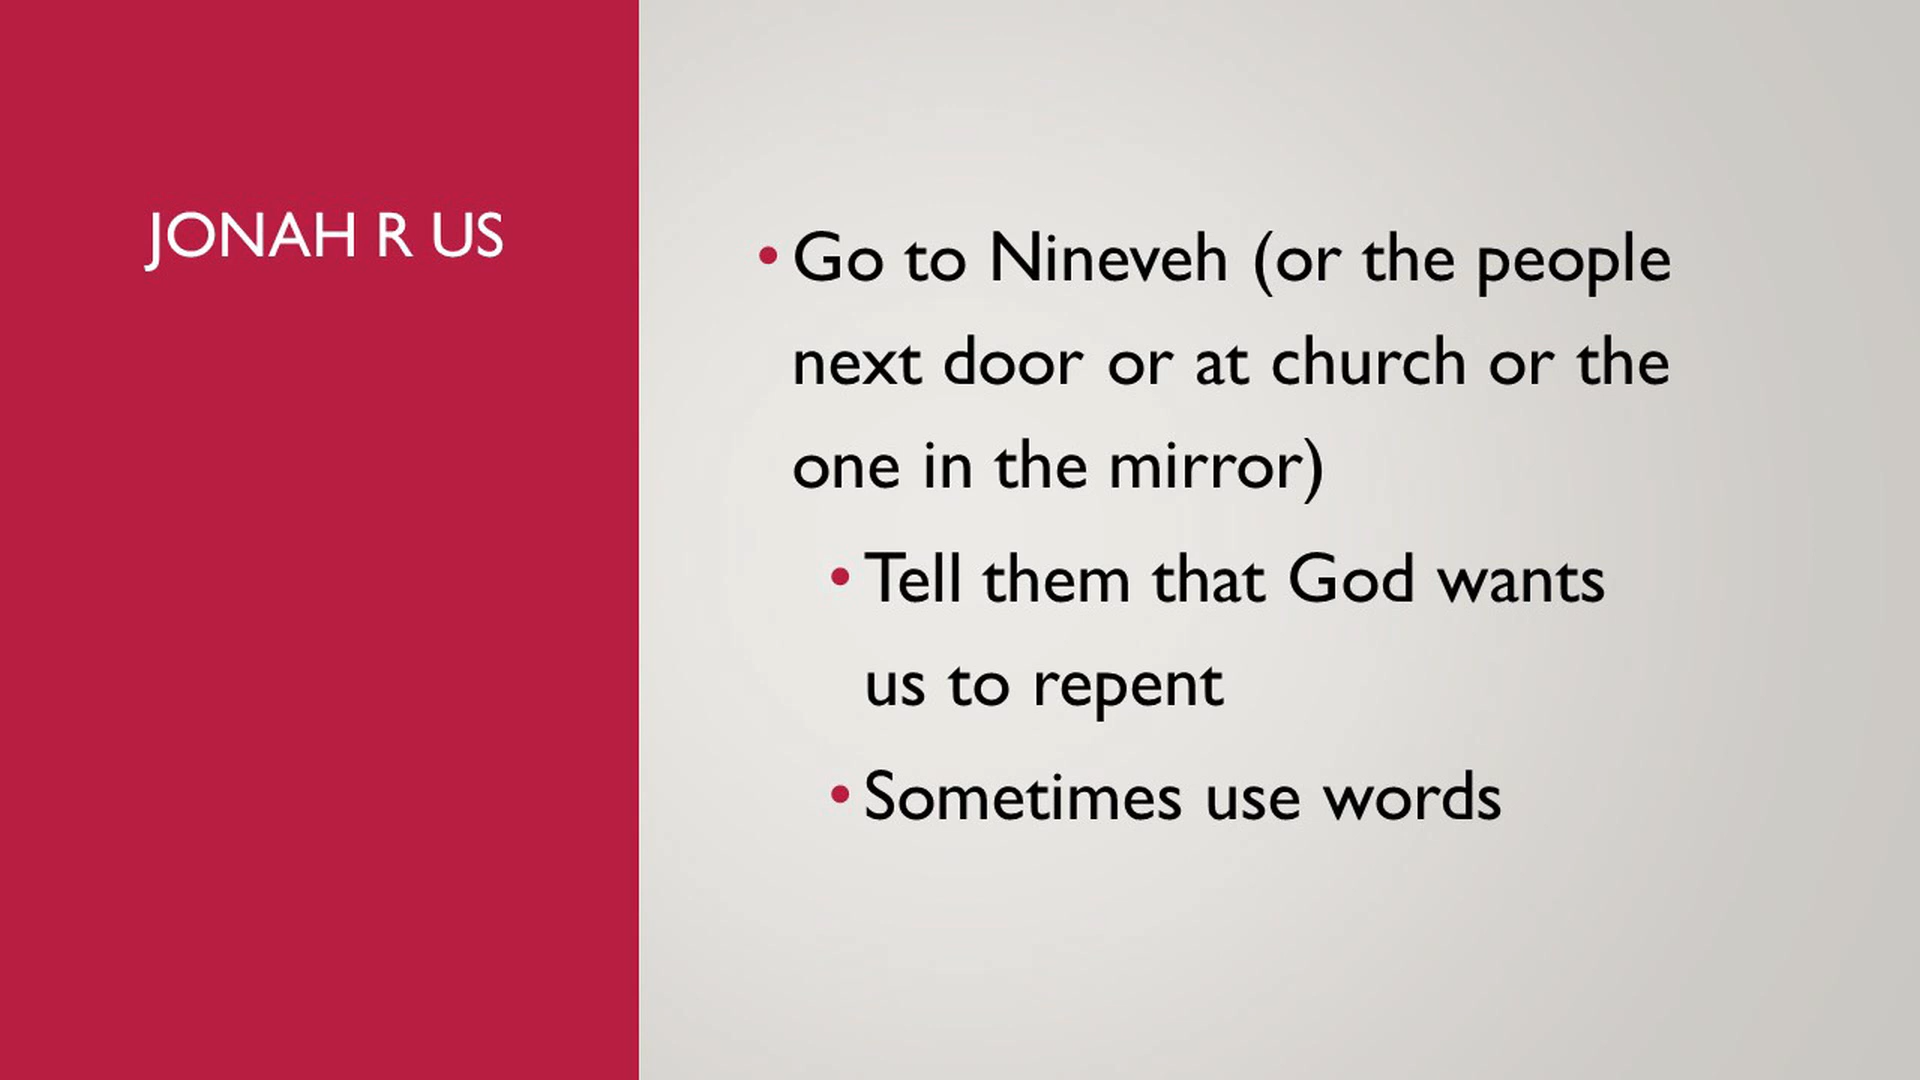 JONAH R US
• Go to Nineveh (or the people
next door or at church or the
one in the mirror)
• Tell them that God wants
us to repent
• Sometimes use words